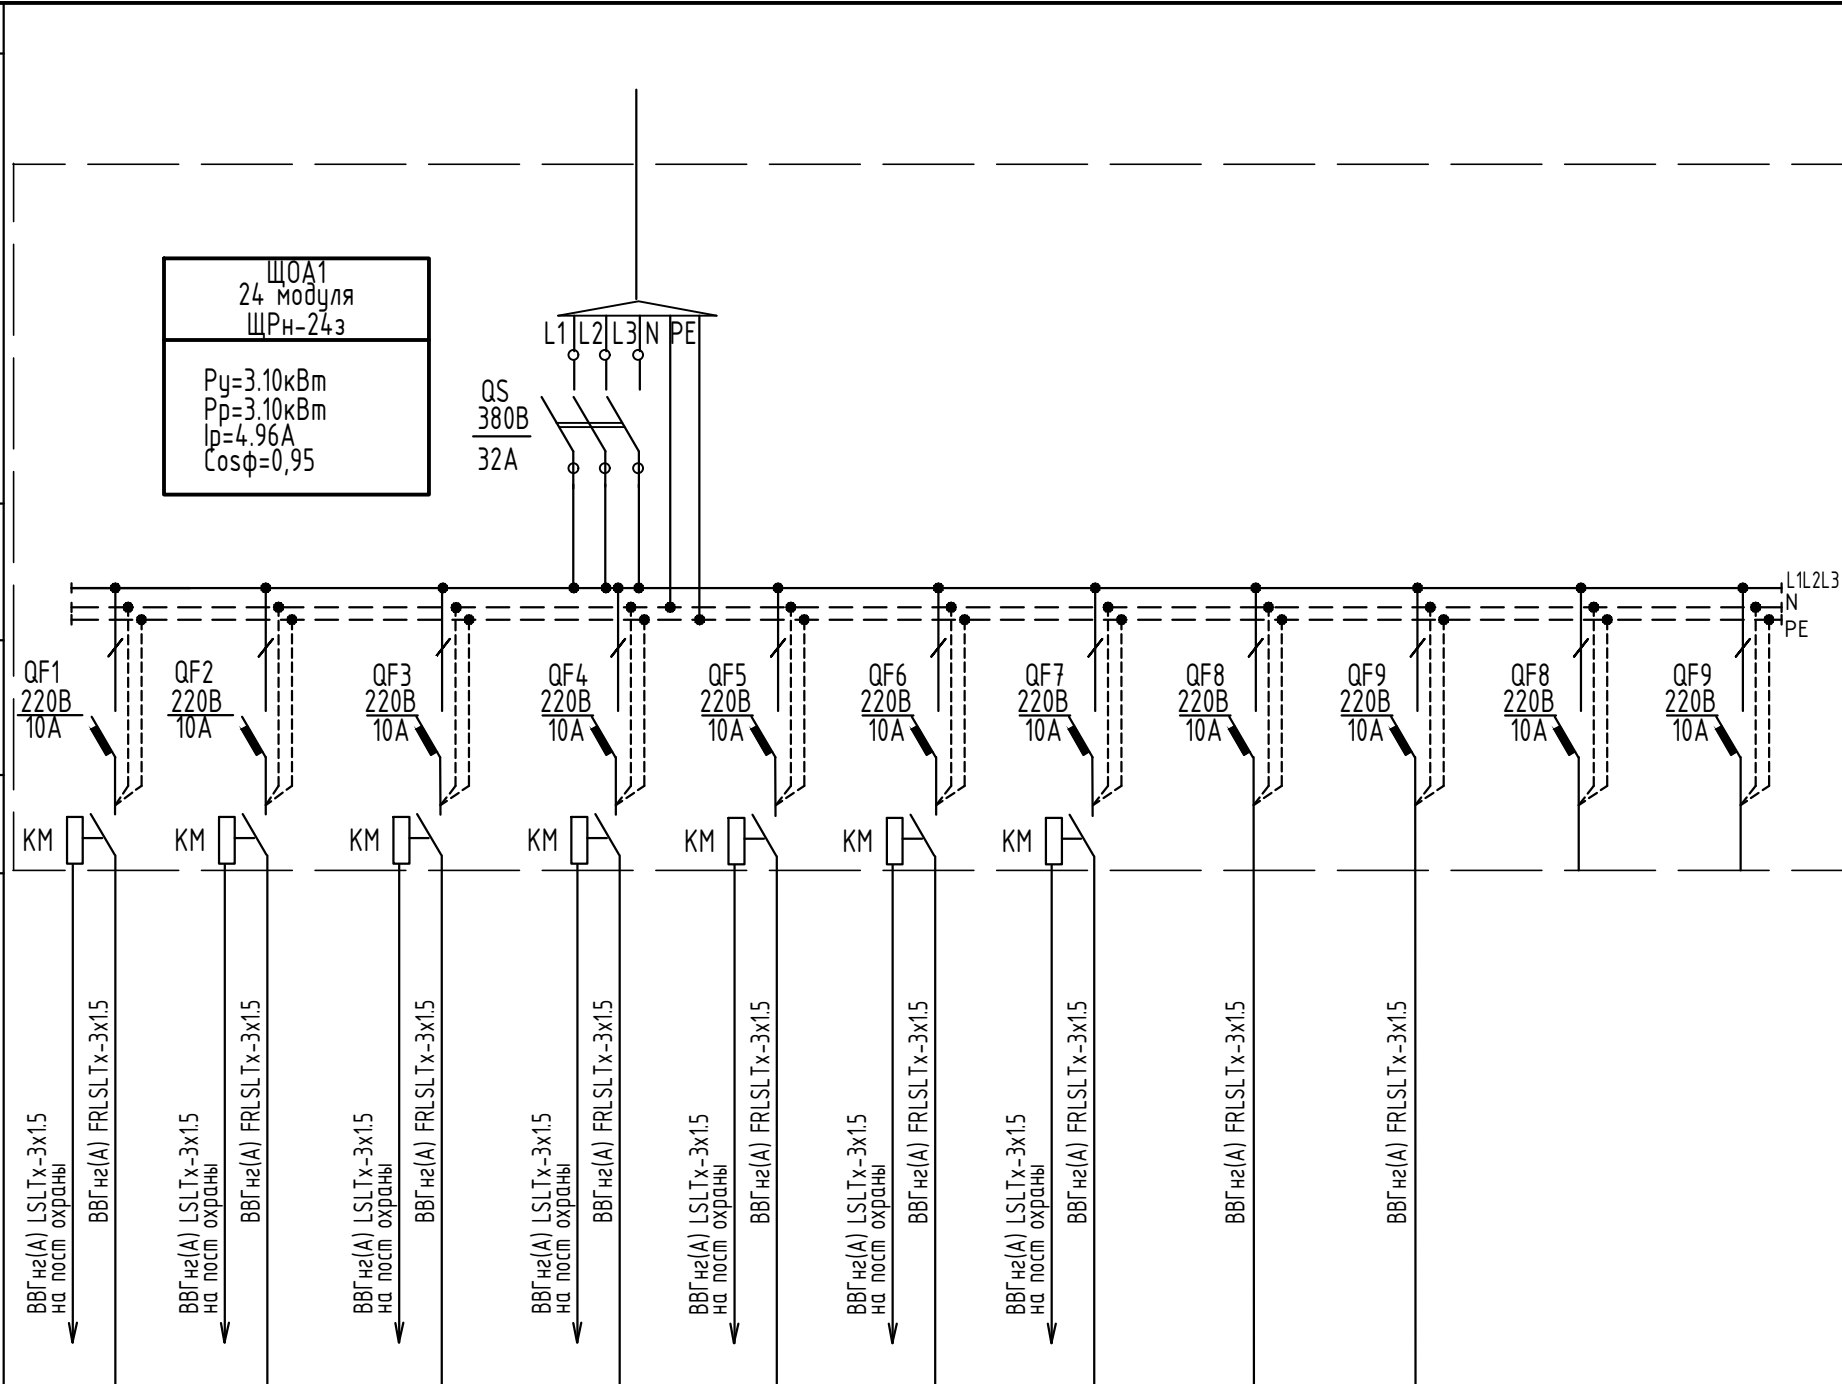 ЩОА1
24 модуля
ЩРн-24з
Ру=3.10кВт
Рр=3.10кВт
Iр=4.96А
Cosφ=0,95
L1 L2 L3 N PE
QS
380В
32А
L1L2L3
N
PE
QF1
220В
10А
QF2
220В
10А
QF3
220В
10А
QF4
220В
10А
QF5
220В
10А
QF6
220В
10А
QF7
220В
10А
QF8
220В
10А
QF9
220В
10А
QF8
220В
10А
QF9
220В
10А
КМ
КМ
КМ
КМ
КМ
КМ
КМ
ВВГнг(А) LSLTx-3x1.5
на пост охраны
ВВГнг(А) FRLSLTx-3x1.5
ВВГнг(А) LSLTx-3x1.5
на пост охраны
ВВГнг(А) FRLSLTx-3x1.5
ВВГнг(А) LSLTx-3x1.5
на пост охраны
ВВГнг(А) FRLSLTx-3x1.5
ВВГнг(А) LSLTx-3x1.5
на пост охраны
ВВГнг(А) FRLSLTx-3x1.5
ВВГнг(А) LSLTx-3x1.5
на пост охраны
ВВГнг(А) FRLSLTx-3x1.5
ВВГнг(А) LSLTx-3x1.5
на пост охраны
ВВГнг(А) FRLSLTx-3x1.5
ВВГнг(А) LSLTx-3x1.5
на пост охраны
ВВГнг(А) FRLSLTx-3x1.5
ВВГнг(А) FRLSLTx-3x1.5
ВВГнг(А) FRLSLTx-3x1.5